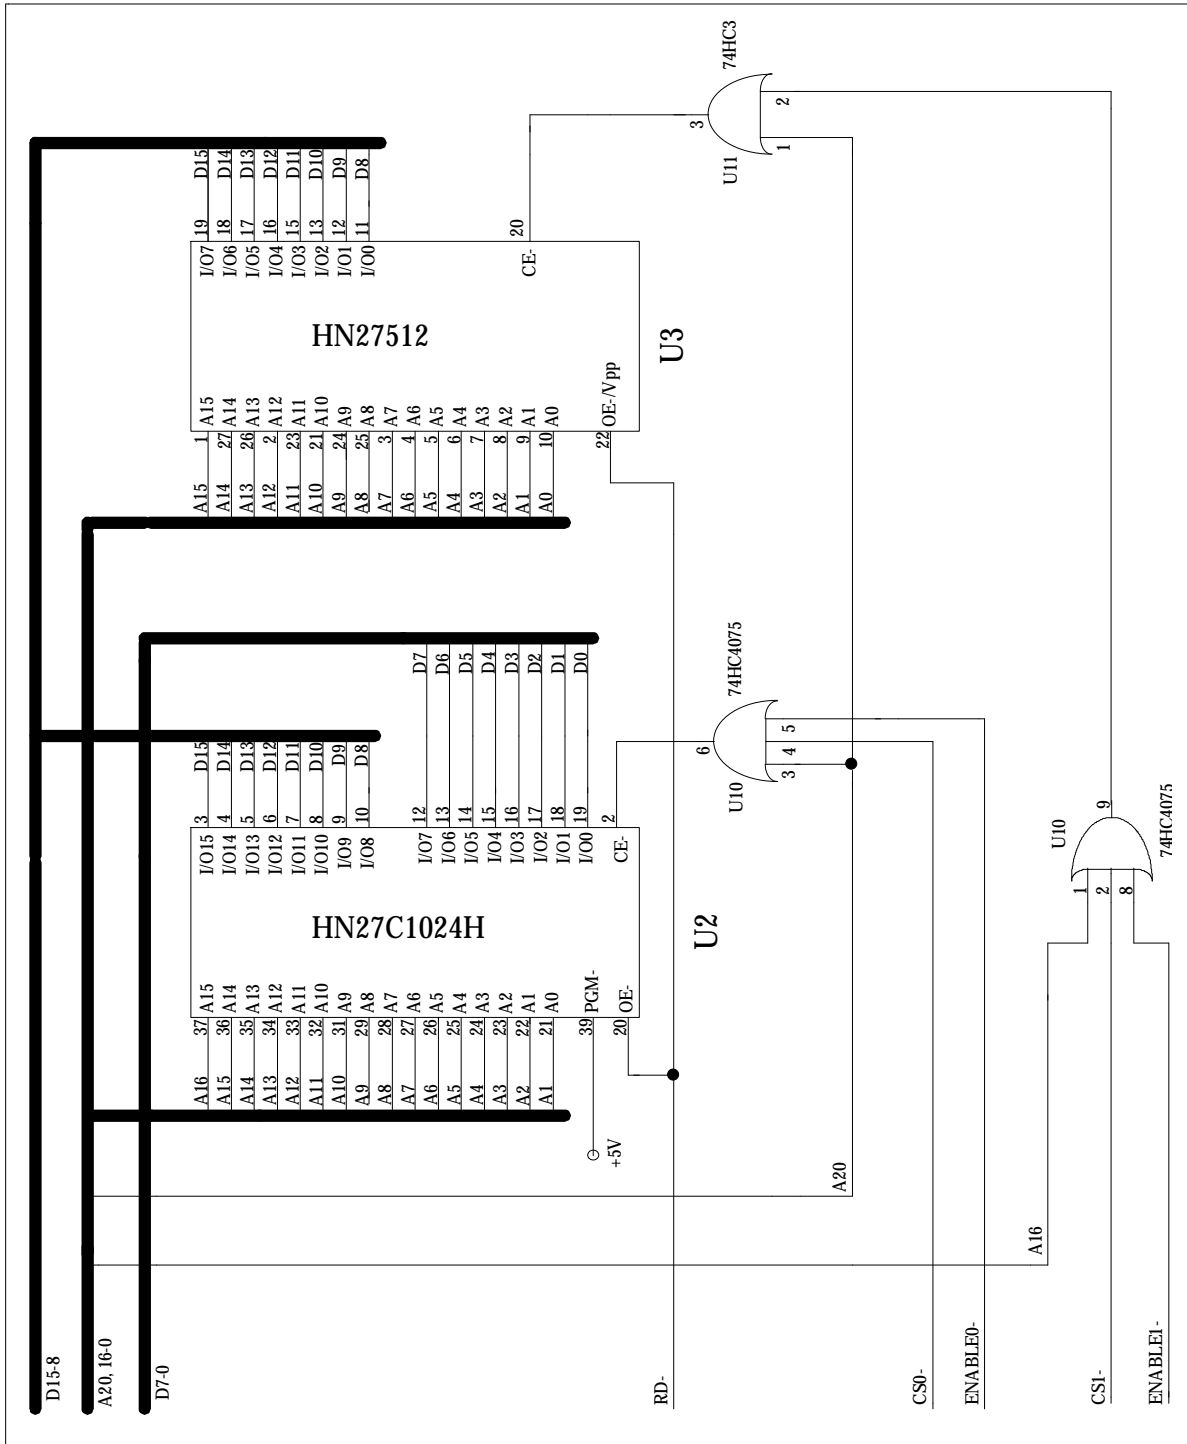 D15-8
A20, 16-0
D7-0
RD-
CS0-
ENABLE0-
CS1-
ENABLE1-
A20
A16
+5V
HN27C1024H
U2
A16 37 A15
A15 36 A14
A14 35 A13
A13 34 A12
A12 33 A11
A11 32 A10
A10 31 A9
A9 29 A8
A8 28 A7
A7 27 A6
A6 26 A5
A5 25 A4
A4 24 A3
A3 23 A2
A2 22 A1
A1 21 A0
39 PGM-
20 OE-
I/O15 3 D15
I/O14 4 D14
I/O13 5 D13
I/O12 6 D12
I/O11 7 D11
I/O10 8 D10
I/O9 9 D9
I/O8 10 D8
I/O7 12 D7
I/O6 13 D6
I/O5 14 D5
I/O4 15 D4
I/O3 16 D3
I/O2 17 D2
I/O1 18 D1
I/O0 19 D0
CE- 2
HN27512
U3
A15 1 A15
A14 27 A14
A13 26 A13
A12 2 A12
A11 23 A11
A10 21 A10
A9 24 A9
A8 25 A8
A7 3 A7
A6 4 A6
A5 5 A5
A4 6 A4
A3 7 A3
A2 8 A2
A1 9 A1
A0 10 A0
22 OE-/Vpp
I/O7 19 D15
I/O6 18 D14
I/O5 17 D13
I/O4 16 D12
I/O3 15 D11
I/O2 13 D10
I/O1 12 D9
I/O0 11 D8
CE- 20
U10
74HC4075
3
4
5
6
U11
74HC3
1
2
3
U10
74HC4075
1
2
8
9